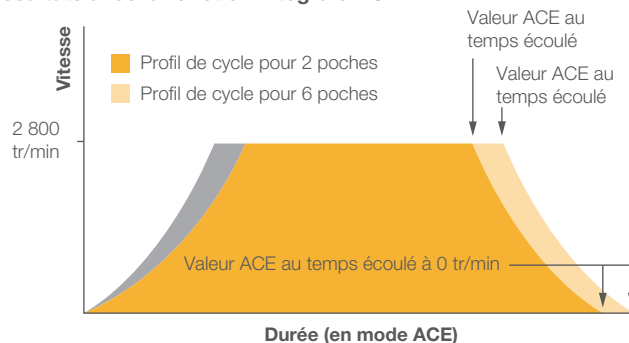 Valeur ACE au
temps écoulé
Vitesse
Profil de cycle pour 2 poches
Valeur ACE au
temps écoulé
Profil de cycle pour 6 poches
2 800
tr/min
Valeur ACE au temps écoulé à 0 tr/min
Durée (en mode ACE)